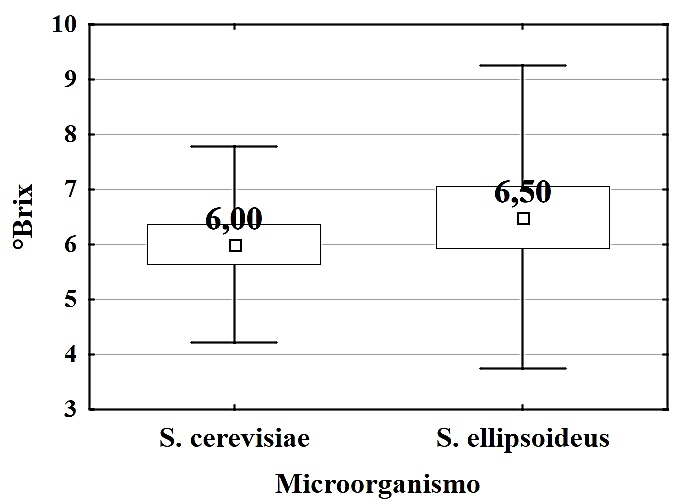 10
9
8
7
6
5
4
3
°Brix
6,00
6,50
S. cerevisiae
S. ellipsoideus
Microorganismo